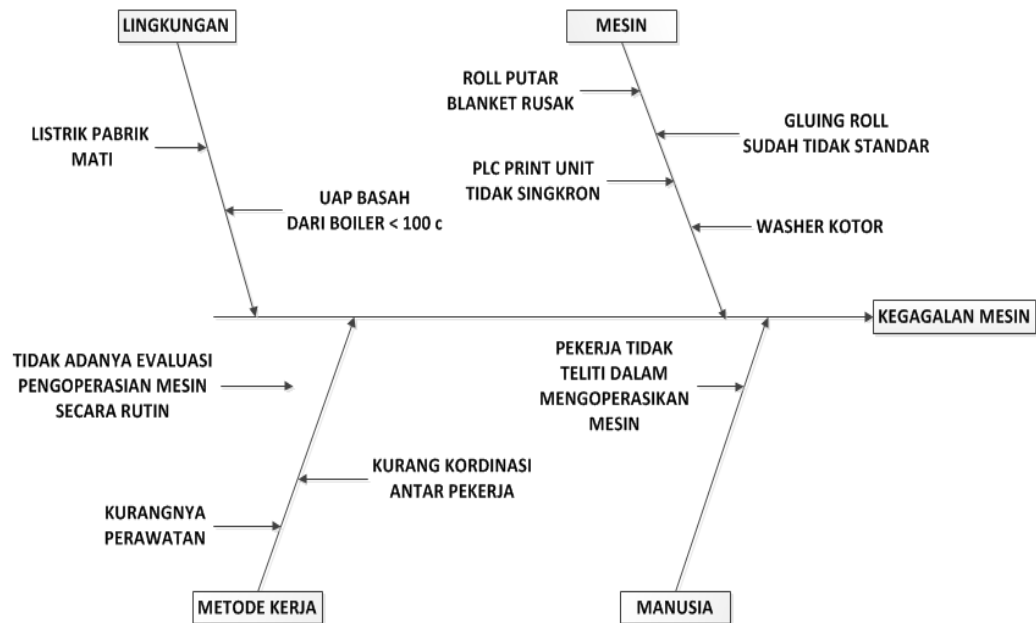 LINGKUNGAN
MESIN
ROLL PUTAR
BLANKET RUSAK
GLUING ROLL
SUDAH TIDAK STANDAR
LISTRIK PABRIK
MATI
PLC PRINT UNIT
TIDAK SINGKRON
UAP BASAH
DARI BOILER < 100 c
WASHER KOTOR
KEGAGALAN MESIN
TIDAK ADANYA EVALUASI
PENGOPERASIAN MESIN
SECARA RUTIN
PEKERJA TIDAK
TELITI DALAM
MENGOPERASIKAN
MESIN
KURANG KORDINASI
ANTAR PEKERJA
KURANGNYA
PERAWATAN
METODE KERJA
MANUSIA